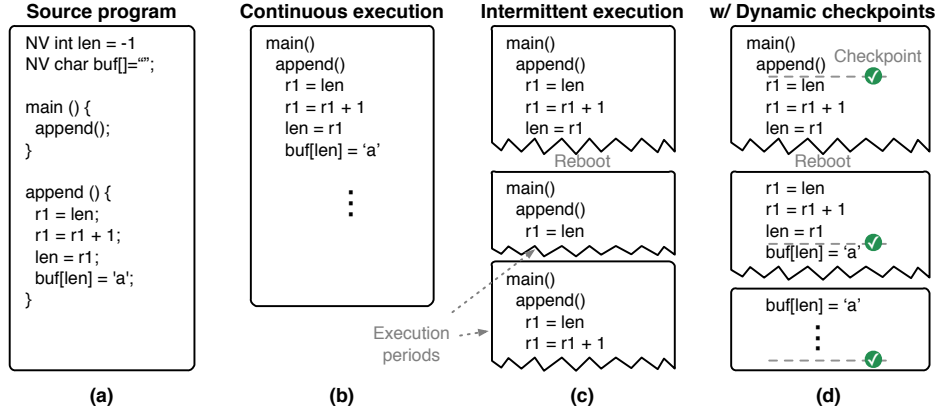 Source program
NV int len = -1
NV char buf[]=“”;
main () {
append();
}
append () {
r1 = len;
r1 = r1 + 1;
len = r1;
buf[len] = 'a';
}
(a)
Continuous execution
main()
append()
r1 = len
r1 = r1 + 1
len = r1
buf[len] = ‘a’
(b)
Intermittent execution
main()
append()
r1 = len
r1 = r1 + 1
len = r1
Reboot
main()
append()
r1 = len
main()
append()
r1 = len
r1 = r1 + 1
Execution
periods
(c)
w/ Dynamic checkpoints
main()
append()
Checkpoint
r1 = len
r1 = r1 + 1
len = r1
Reboot
r1 = len
r1 = r1 + 1
len = r1
buf[len] = ‘a’
buf[len] = ‘a’
(d)